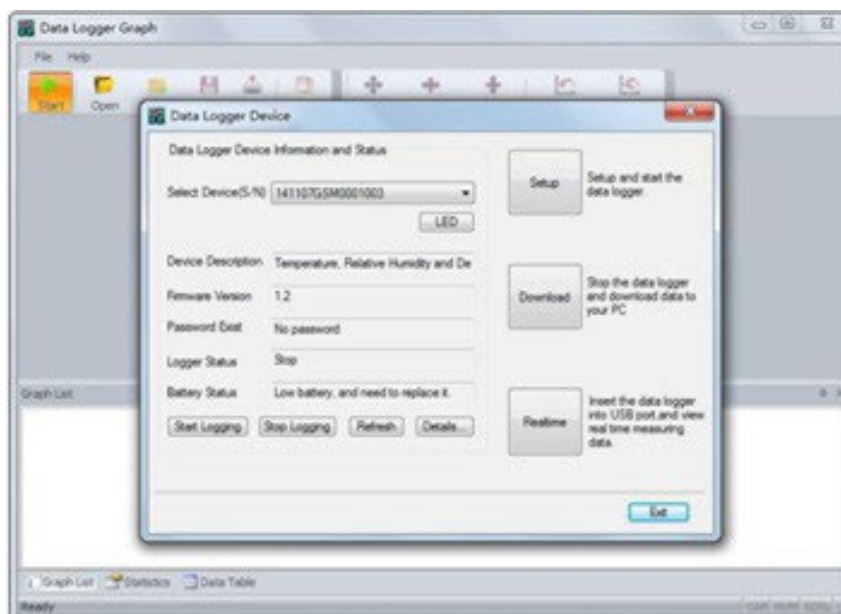 Data Logger Graph
File Help
Start Open
Data Logger Device
Data Logger Device Information and Status
Select Device(S/N) 141107GSM0001003
LED
Device Description Temperature, Relative Humidity and De
Firmware Version 1.2
Password Exist No password
Logger Status Stop
Battery Status Low battery, and need to replace it.
Start Logging Stop Logging Refresh Details...
Setup
Setup and start the
data logger
Download
Stop the data logger
and download data to
your PC
Realtime
Insert the data logger
into USB port,and view
real time measuring
data.
Exit
Graph List
Graph List Statistics Data Table
Ready
CAP NUM SCRL